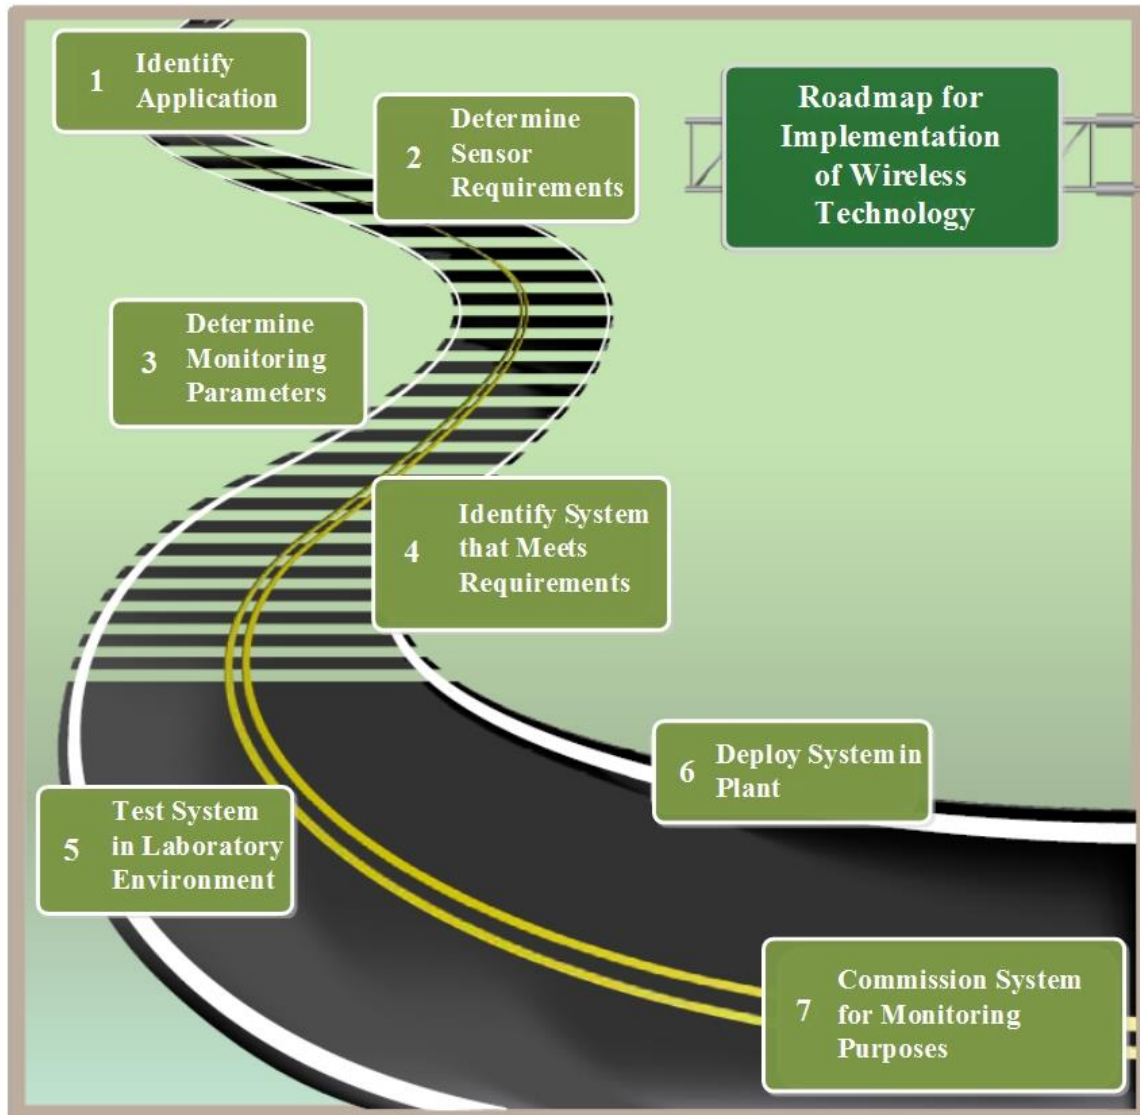 1
Identify
Application
Roadmap for
Implementation
of Wireless
Technology
2
Determine
Sensor
Requirements
3
Determine
Monitoring
Parameters
4
Identify System
that Meets
Requirements
5
Test System
in Laboratory
Environment
6
Deploy System in
Plant
7
Commission System
for Monitoring
Purposes